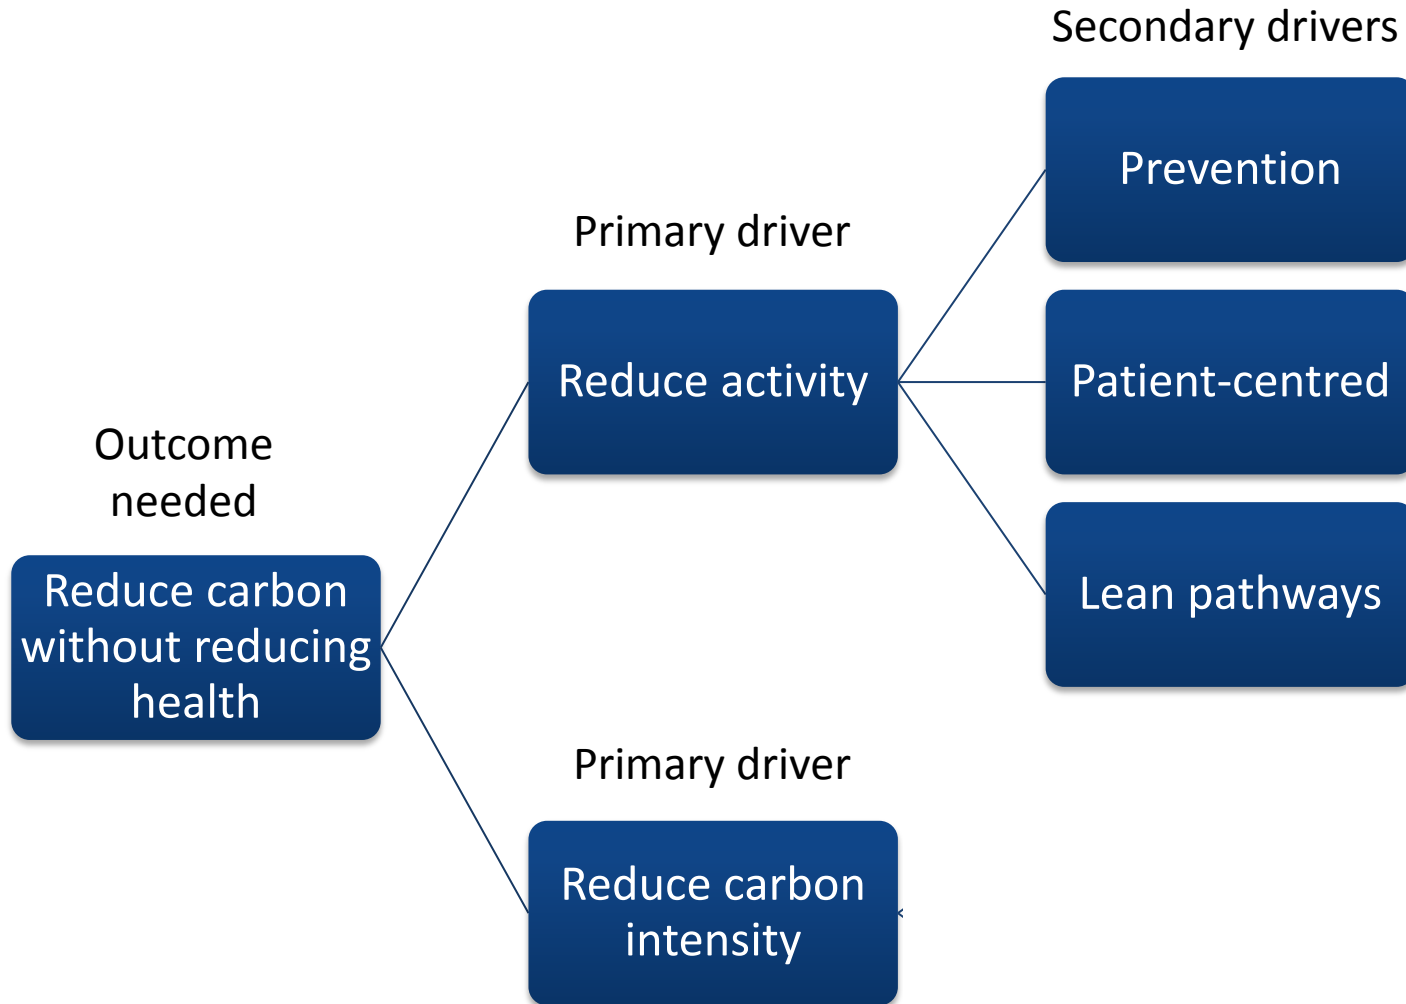 Secondary drivers
Prevention
Primary driver
Reduce activity
Patient-centred
Outcome
needed
Lean pathways
Reduce carbon
without reducing
health
Primary driver
Reduce carbon
intensity